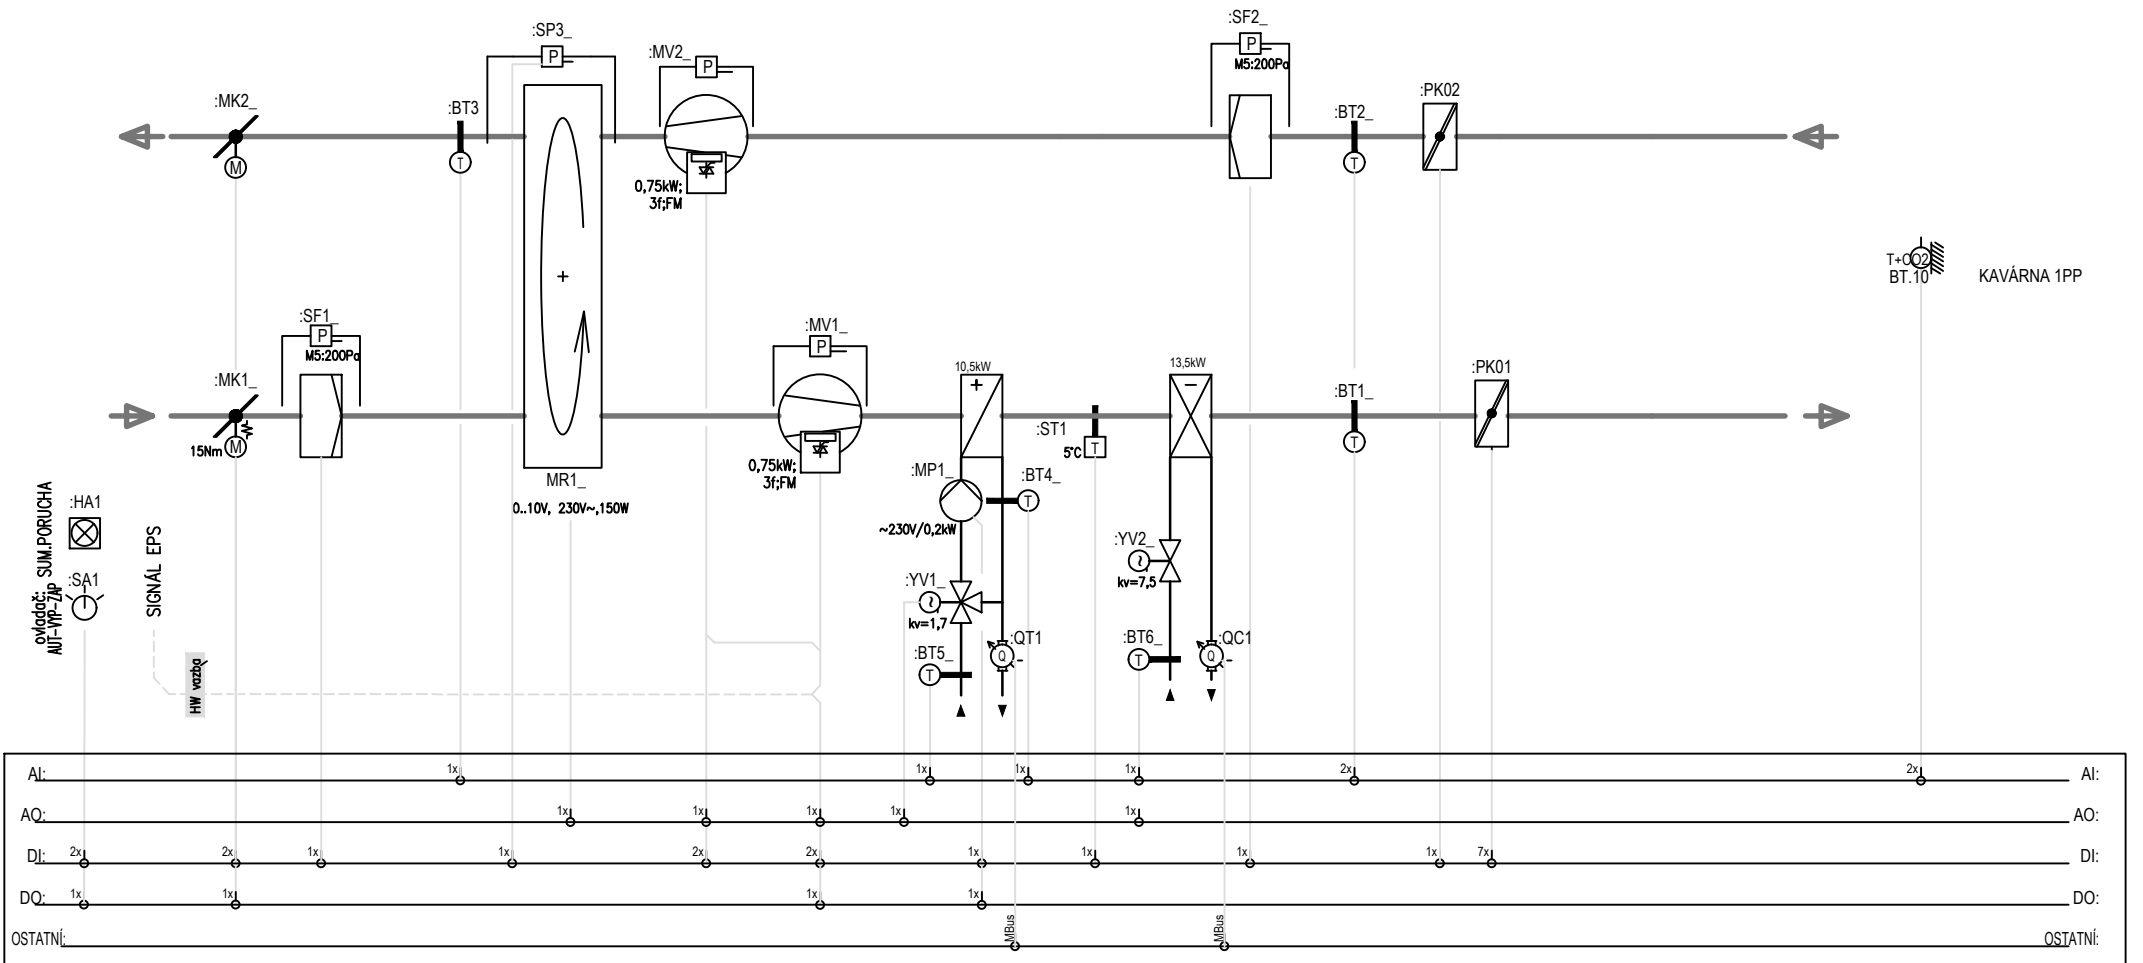 :SF2_
P
M5:200Pa
:SP3_
P
:MV2_
P
:MK2_
M
:BT3
T
0,75kW;
3f;FM
:BT2_
T
:PK02
T+CO2
BT.10
KAVÁRNA 1PP
:SF1_
P
M5:200Pa
:MV1_
P
:MK1_
15Nm
M
MR1_
0..10V, 230V~,150W
0,75kW;
3f;FM
10,5kW
13,5kW
:ST1
5°C
T
:BT1_
T
:PK01
:MP1_
~230V/0,2kW
:BT4_
T
:YV1_
kv=1,7
:BT5_
T
:QT1
Q
:YV2_
kv=7,5
:BT6_
T
:QC1
Q
:HA1
SUM.PORUCHA
:SA1
ovladač:
AUT-VYP-ZAP
SIGNÁL EPS
HW vazba
AI: 1x 1x 1x 1x 2x 2x AI:
AO: 1x 1x 1x 1x 1x AO:
DI: 2x 2x 1x 1x 2x 2x 1x 1x 1x 1x 7x DI:
DO: 1x 1x 1x 1x DO:
OSTATNÍ: MBus MBus OSTATNÍ: